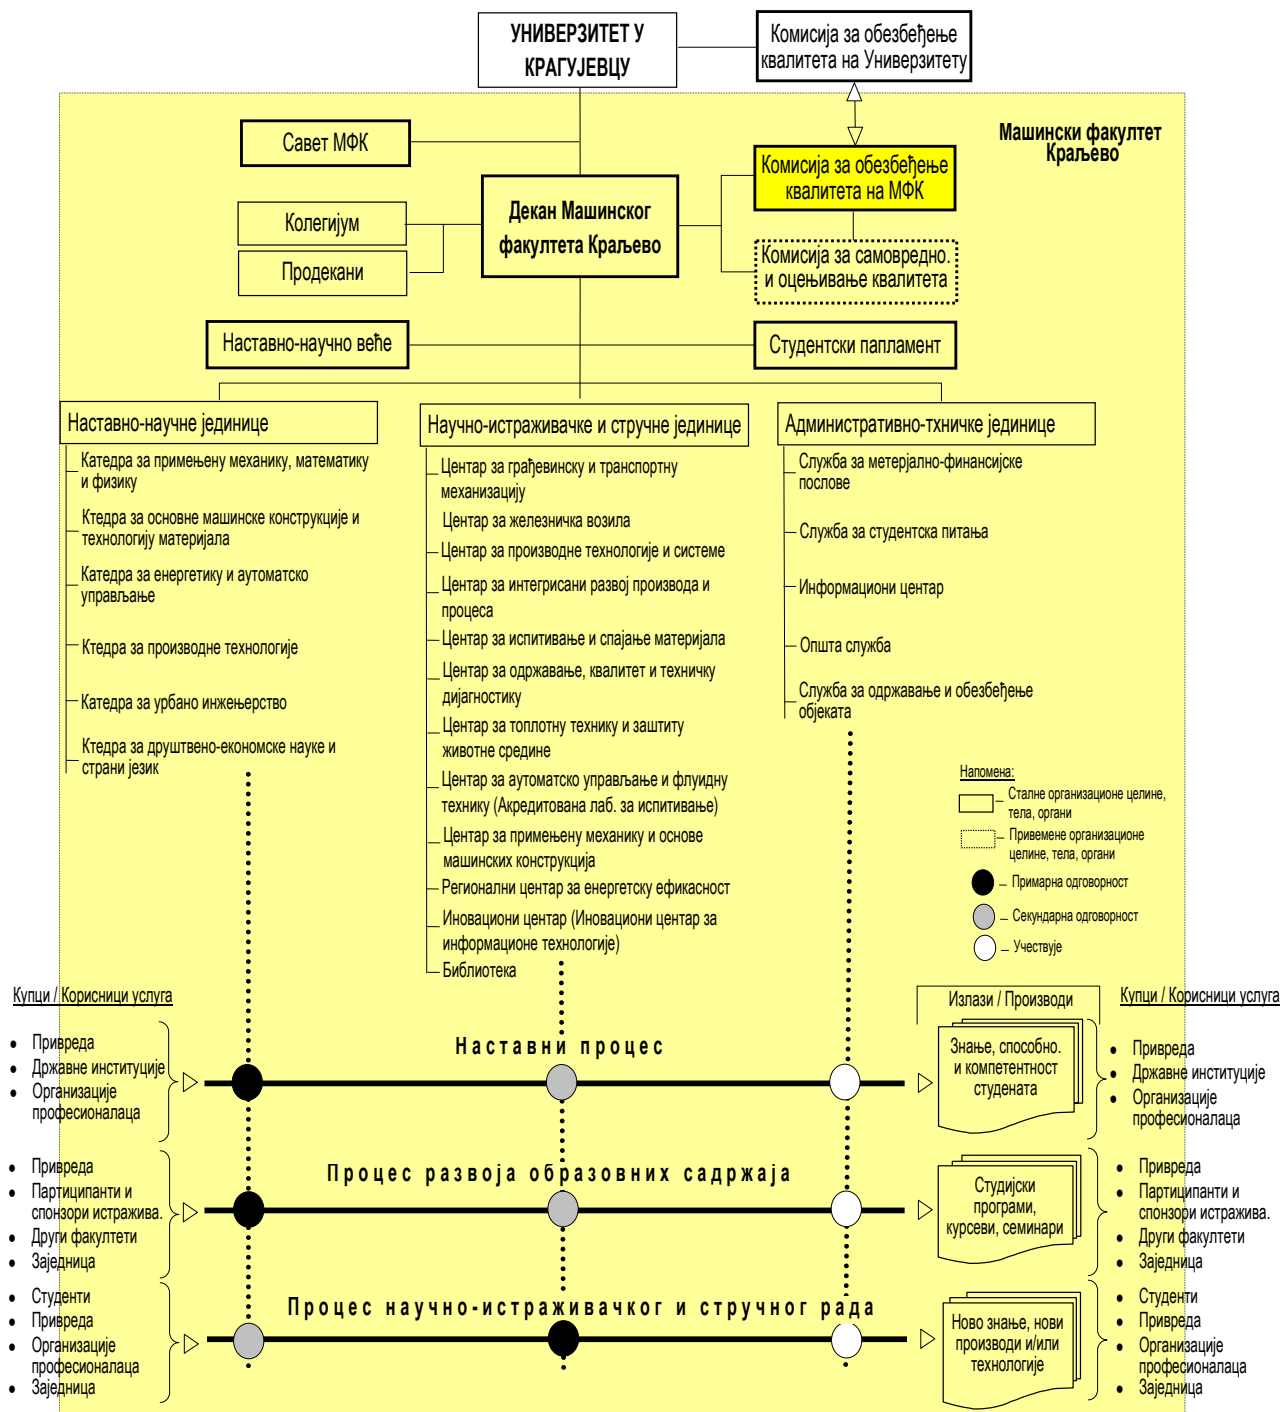 УНИВЕРЗИТЕТ У
КРАГУЈЕВЦУ
Комисија за обезбеђење
квалитета на Универзитету
Машински факултет
Краљево
Савет МФК
Комисија за обезбеђење
квалитета на МФК
Колегијум
Продекани
Декан Машинског
факултета Краљево
Комисија за самовредно.
и оцењивање квалитета
Наставно-научно веће
Студентски папламент
Наставно-научне јединице
Катедра за примењену механику, математику
и физику
Ктедра за основне машинске конструкције и
технологију материјала
Катедра за енергетику и аутоматско
управљање
Ктедра за производне технологије
Катедра за урбано инжењерство
Ктедра за друштвено-економске науке и
страни језик
Научно-истраживачке и стручне јединице
Центар за грађевинску и транспортну
механизацију
Центар за железничка возила
Центар за производне технологије и системе
Центар за интегрисани развој производа и
процеса
Центар за испитивање и спајање материјала
Центар за одржавање, квалитет и техничку
дијагностику
Центар за топлотну технику и заштиту
животне средине
Центар за аутоматско управљање и флуидну
технику (Акредитована лаб. за испитивање)
Центар за примењену механику и основе
машинских конструкција
Регионални центар за енергетску ефикасност
Иновациони центар (Иновациони центар за
информационе технологије)
Библиотека
Административно-тхничке јединице
Служба за метерјално-финансијске
послове
Служба за студентска питања
Информациони центар
Општа служба
Служба за одржавање и обезбеђење
објеката
Напомена:
– Сталне организационе целине,
тела, органи
– Привемене организационе
целине, тела, органи
– Примарна одговорност
– Секундарна одговорност
– Учествује
Купци / Корисници услуга
• Привреда
• Државне институције
• Организације
професионалаца
Наставни процес
Излази / Производи
Знање, способно.
и компетентност
студената
Купци / Корисници услуга
• Привреда
• Државне институције
• Организације
професионалаца
• Привреда
• Партиципанти и
спонзори истражива.
• Други факултети
• Заједница
Процес развоја образовних садржаја
Студијски
програми,
курсеви, семинари
• Привреда
• Партиципанти и
спонзори истражива.
• Други факултети
• Заједница
• Студенти
• Привреда
• Организације
професионалаца
• Заједница
Процес научно-истраживачког и стручног рада
Ново знање, нови
производи и/или
технологије
• Студенти
• Привреда
• Организације
професионалаца
• Заједница